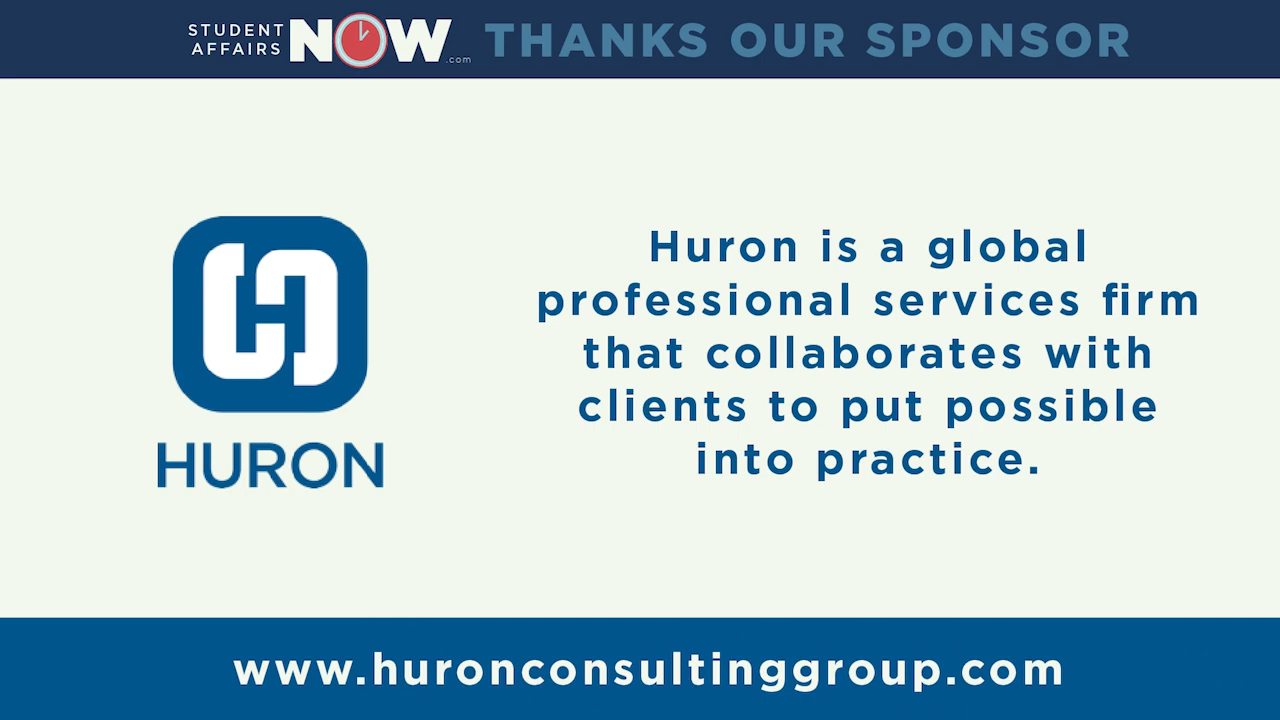 STUDENT
AFFAIRS
NOW.com
THANKS OUR SPONSOR
HURON
Huron is a global
professional services firm
that collaborates with
clients to put possible
into practice.
www.huronconsultinggroup.com